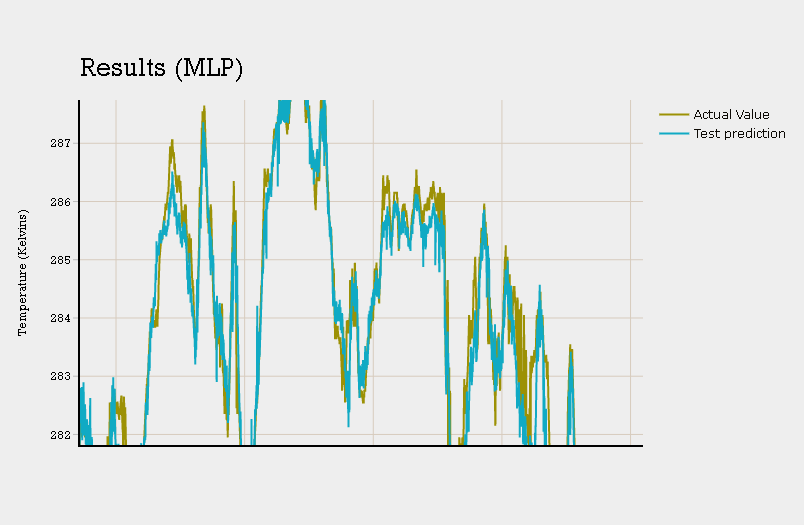 Results (MLP)
Actual Value
Test prediction
287
286
285
284
283
282
Temperature (Kelvins)